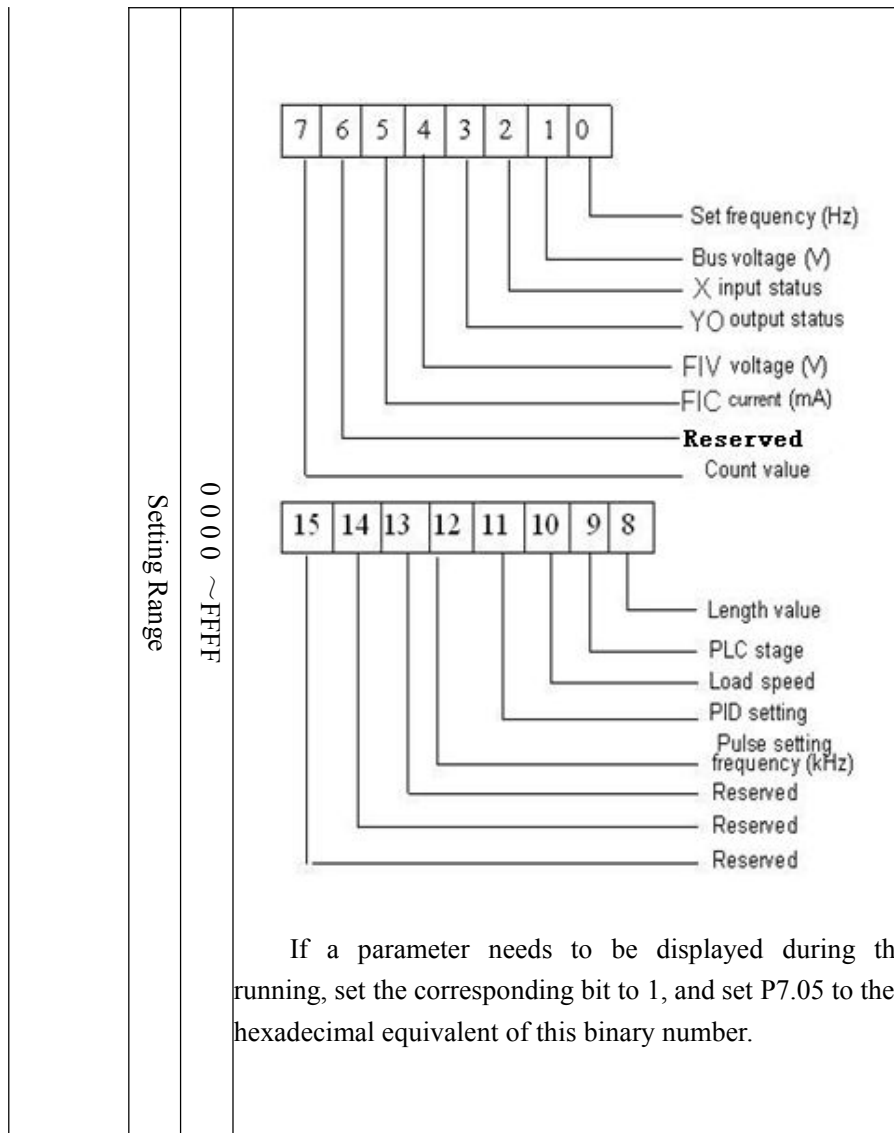 Setting Range
0000 ~FFFF
7 6 5 4 3 2 1 0
Set frequency (Hz)
Bus voltage (V)
X input status
YO output status
FIV voltage (V)
FIC current (mA)
Reserved
Count value
15 14 13 12 11 10 9 8
Length value
PLC stage
Load speed
PID setting
Pulse setting
frequency (kHz)
Reserved
Reserved
Reserved
If a parameter needs to be displayed during th
running, set the corresponding bit to 1, and set P7.05 to the
hexadecimal equivalent of this binary number.